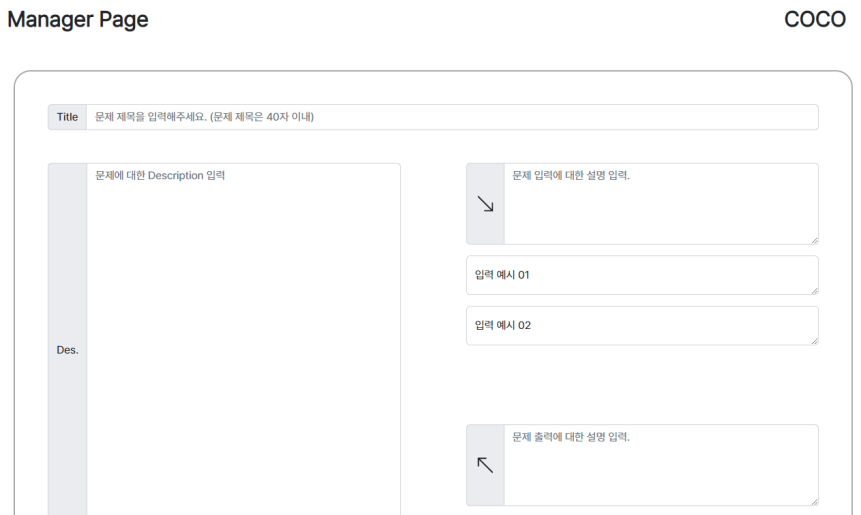 Manager Page
COCO
Title
문제 제목을 입력해주세요. (문제 제목은 40자 이내)
Des.
문제에 대한 Description 입력
문제 입력에 대한 설명 입력.
입력 예시 01
입력 예시 02
문제 출력에 대한 설명 입력.